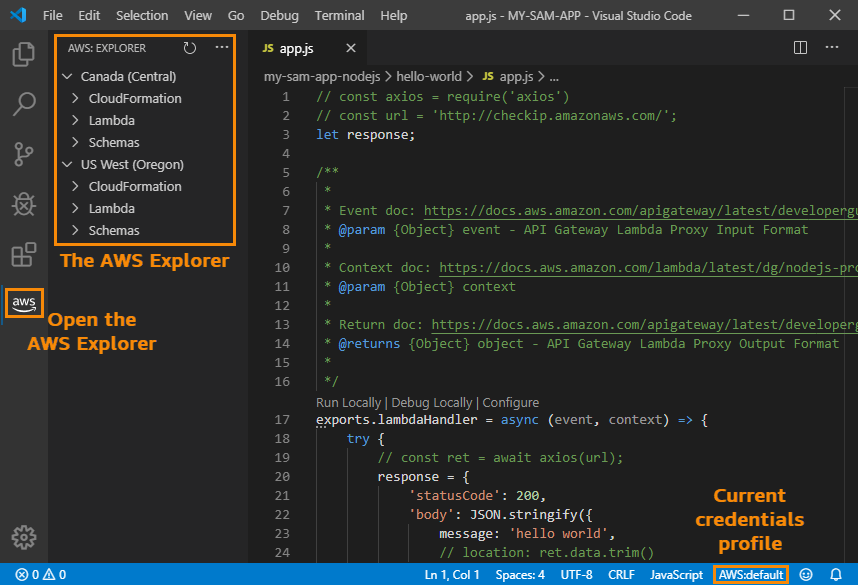 File Edit Selection View Go Debug Terminal Help app.js - MY-SAM-APP - Visual Studio Code
AWS: EXPLORER
Canada (Central)
CloudFormation
Lambda
Schemas
US West (Oregon)
CloudFormation
Lambda
Schemas
The AWS Explorer
aws
Open the
AWS Explorer
JS app.js
my-sam-app-nodejs > hello-world > JS app.js > ...
1 // const axios = require('axios')
2 // const url = 'http://checkip.amazonaws.com/';
3 let response;
4
5 /**
6 *
7 * Event doc: https://docs.aws.amazon.com/apigateway/latest/developergu
8 * @param {Object} event - API Gateway Lambda Proxy Input Format
9 *
10 * Context doc: https://docs.aws.amazon.com/lambda/latest/dg/nodejs-pro
11 * @param {Object} context
12 *
13 * Return doc: https://docs.aws.amazon.com/apigateway/latest/developerg
14 * @returns {Object} object - API Gateway Lambda Proxy Output Format
15 *
16 */
Run Locally | Debug Locally | Configure
17 exports.lambdaHandler = async (event, context) => {
18 try {
19 // const ret = await axios(url);
20 response = {
21 'statusCode': 200,
22 'body': JSON.stringify({
23 message: 'hello world',
24 // location: ret.data.trim()
Current
credentials
profile
0 0 Ln 1, Col 1 Spaces: 4 UTF-8 CRLF JavaScript AWS:default